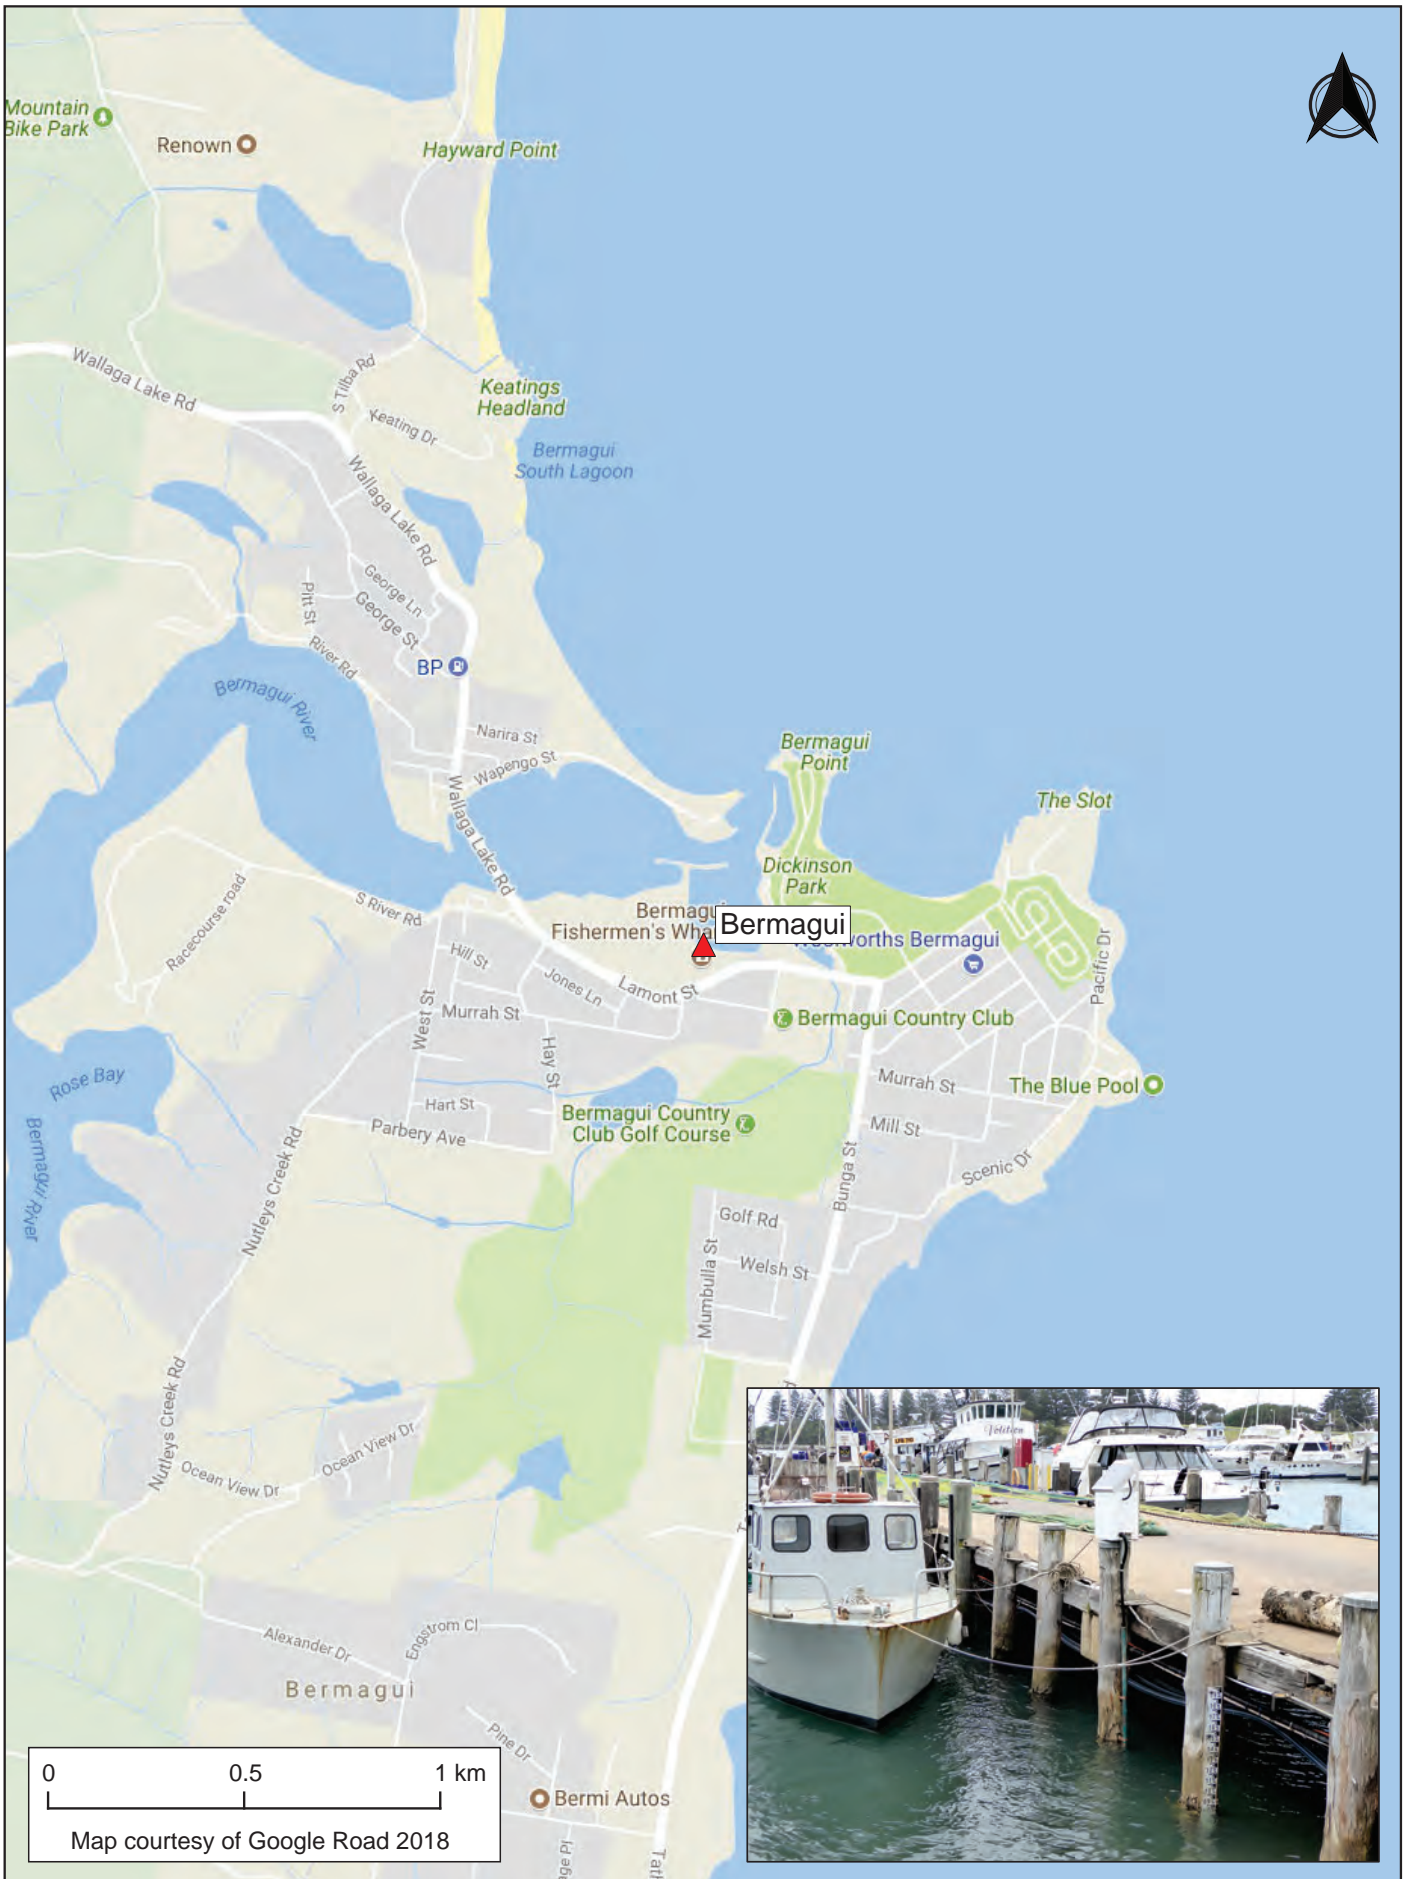 Mountain
Bike Park
Renown
Hayward Point
Wallaga Lake Rd
S Tilba Rd
Keatings
Headland
Keating Dr
Bermagui
South Lagoon
Wallaga Lake Rd
George Ln
George St
Pitt St
River Rd
BP
Bermagui River
Narira St
Wapengo St
Bermagui
Point
The Slot
Wallaga Lake Rd
Dickinson
Park
Racecourse road
S River Rd
Bermagui
Fishermen's Wha
Bermagui
worths Bermagui
Pacific Dr
Hill St
Jones Ln
Lamont St
West St
Murrah St
Bermagui Country Club
Hay St
Rose Bay
Murrah St
The Blue Pool
Hart St
Bermagui Country
Club Golf Course
Parbery Ave
Mill St
Bermagui River
Nutleys Creek Rd
Bunga St
Scenic Dr
Golf Rd
Welsh St
Mumbulla St
Nutleys Creek Rd
Ocean View Dr
Ocean View Dr
Volition
Alexander Dr
Engstrom Cl
Bermagui
Pine Dr
Bermi Autos
0 0.5 1 km
Map courtesy of Google Road 2018